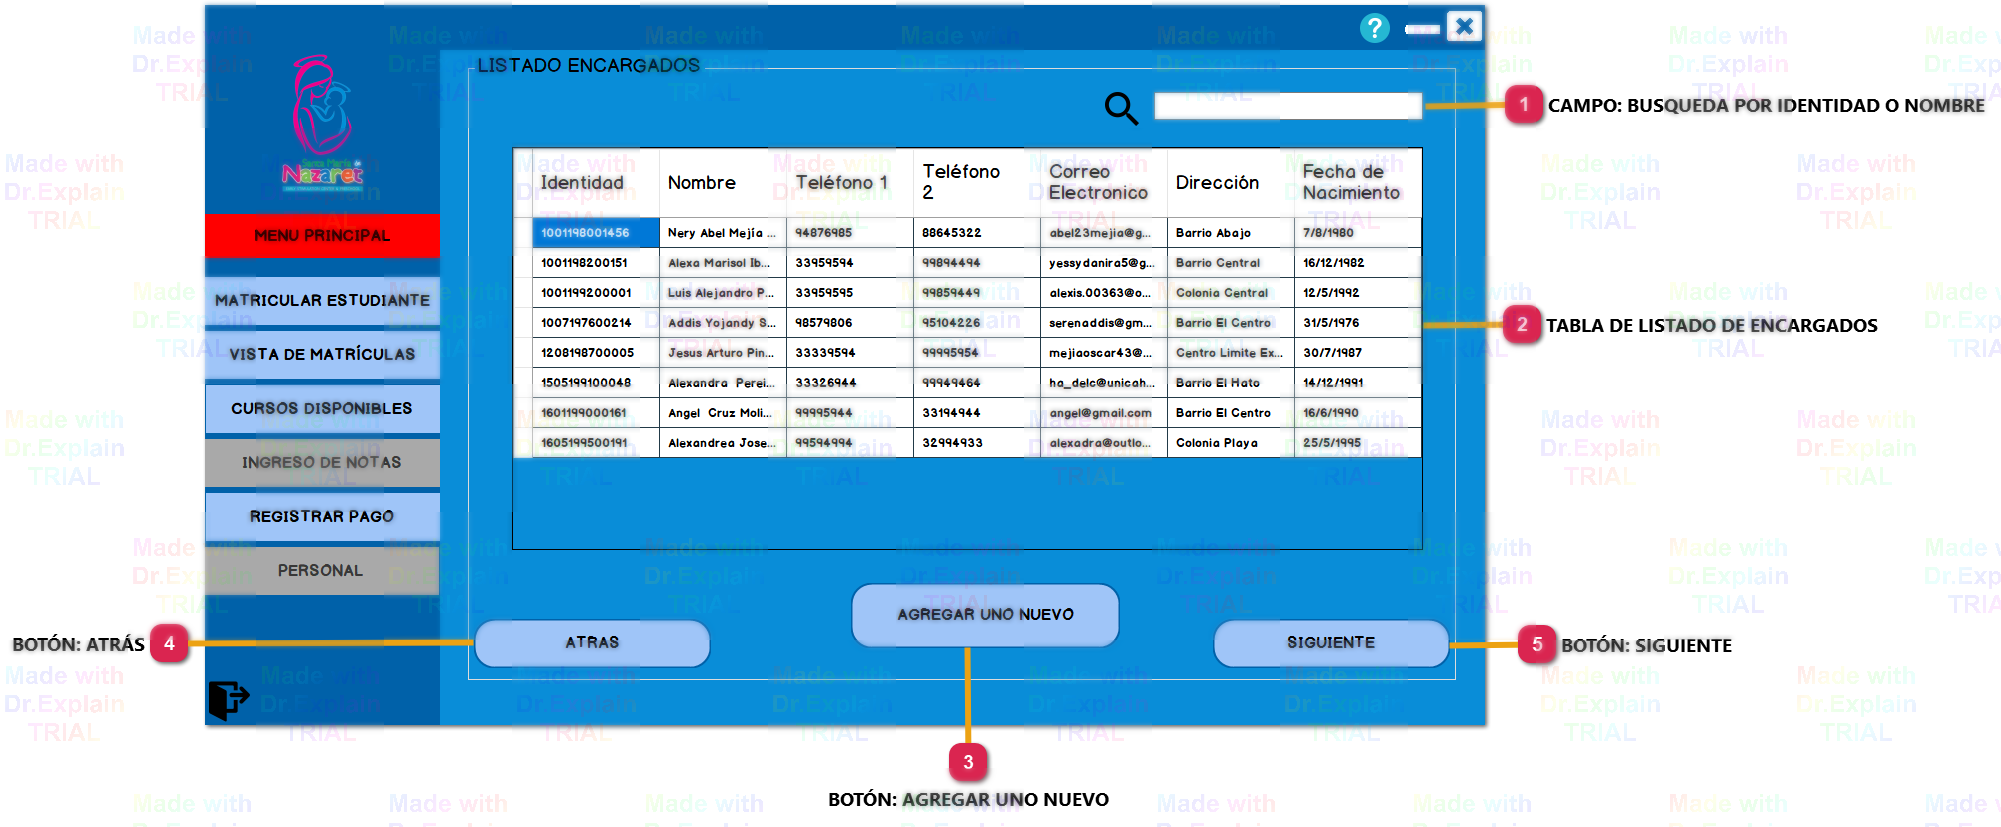 LISTADO ENCARGADOS
1 CAMPO: BUSQUEDA POR IDENTIDAD O NOMBRE
Santa María de
Nazaret
MENU PRINCIPAL
MATRICULAR ESTUDIANTE
VISTA DE MATRÍCULAS
CURSOS DISPONIBLES
INGRESO DE NOTAS
REGISTRAR PAGO
PERSONAL
Identidad Nombre Teléfono 1 Teléfono 2 Correo Electronico Dirección Fecha de Nacimiento
1001198001456 Nery Abel Mejía ... 94876985 88645322 abel23mejia@g... Barrio Abajo 7/8/1980
1001198200151 Alexa Marisol Ib... 33959594 99894494 yessydanira5@g... Barrio Central 16/12/1982
1001199200001 Luis Alejandro P... 33959595 99859449 alexis.00363@o... Colonia Central 12/5/1992
1007197600214 Addis Yojandy S... 98579806 95104226 serenaddis@gm... Barrio El Centro 31/5/1976
1208198700005 Jesus Arturo Pin... 33339594 99995954 mejiaoscar43@... Centro Limite Ex... 30/7/1987
1505199100048 Alexandra Perei... 33326944 99949464 ha_delc@unicah... Barrio El Hato 14/12/1991
1601199000161 Angel Cruz Moli... 99995944 33194944 angel@gmail.com Barrio El Centro 16/6/1990
1605199500191 Alexandrea Jose... 99594994 32994933 alexadra@outlo... Colonia Playa 25/5/1995
2 TABLA DE LISTADO DE ENCARGADOS
AGREGAR UNO NUEVO
BOTÓN: ATRÁS 4
ATRAS
SIGUIENTE
5 BOTÓN: SIGUIENTE
3
BOTÓN: AGREGAR UNO NUEVO
Made with
Dr.Explain
TRIAL